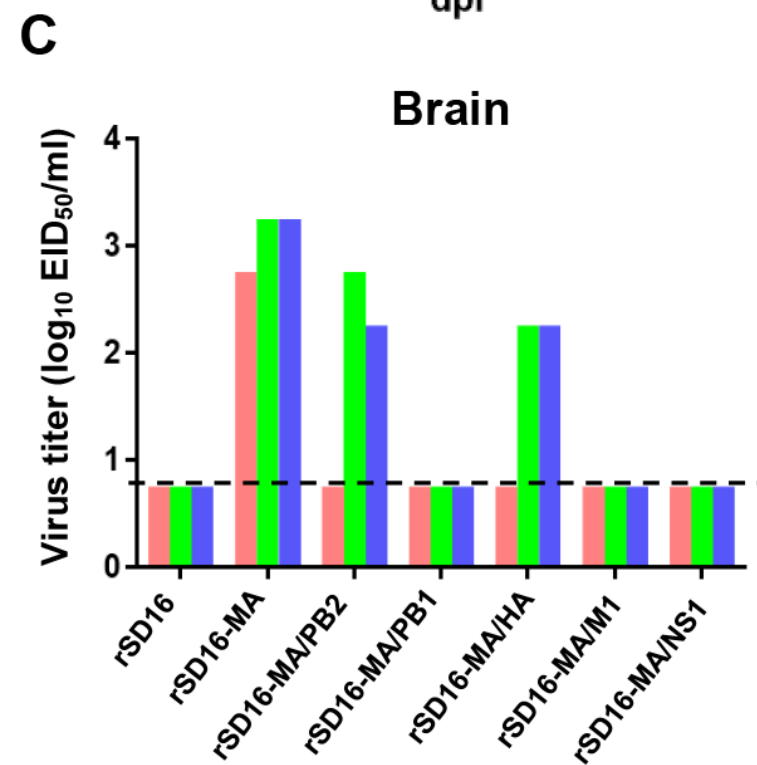 dpi
C
Brain
Virus titer (log10 EID50/ml)
4
3
2
1
0
rSD16
rSD16-MA
rSD16-MA/PB2
rSD16-MA/PB1
rSD16-MA/HA
rSD16-MA/M1
rSD16-MA/NS1